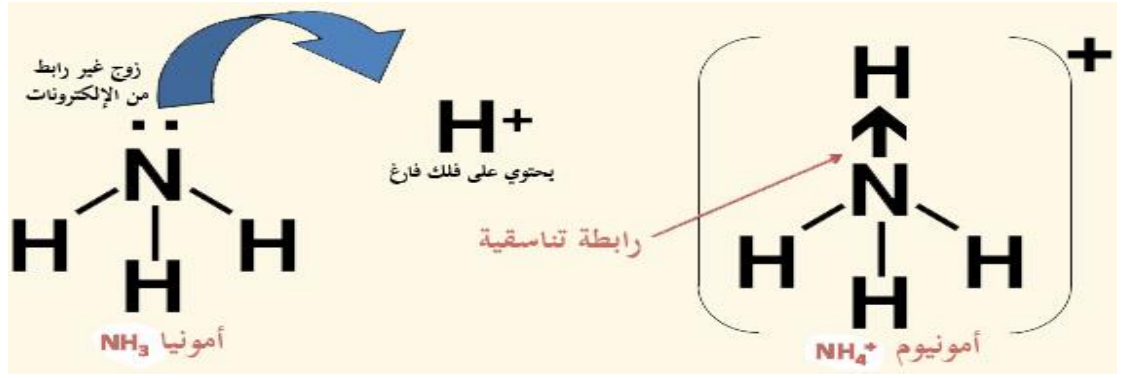 زوج غير رابط
من الإلكترونات
··
N
H
H
H
أمونيا NH₃
H⁺
يحتوي على فلك فارغ
رابطة تناسقية
+
H
N
H
H
H
أمونيوم NH₄⁺